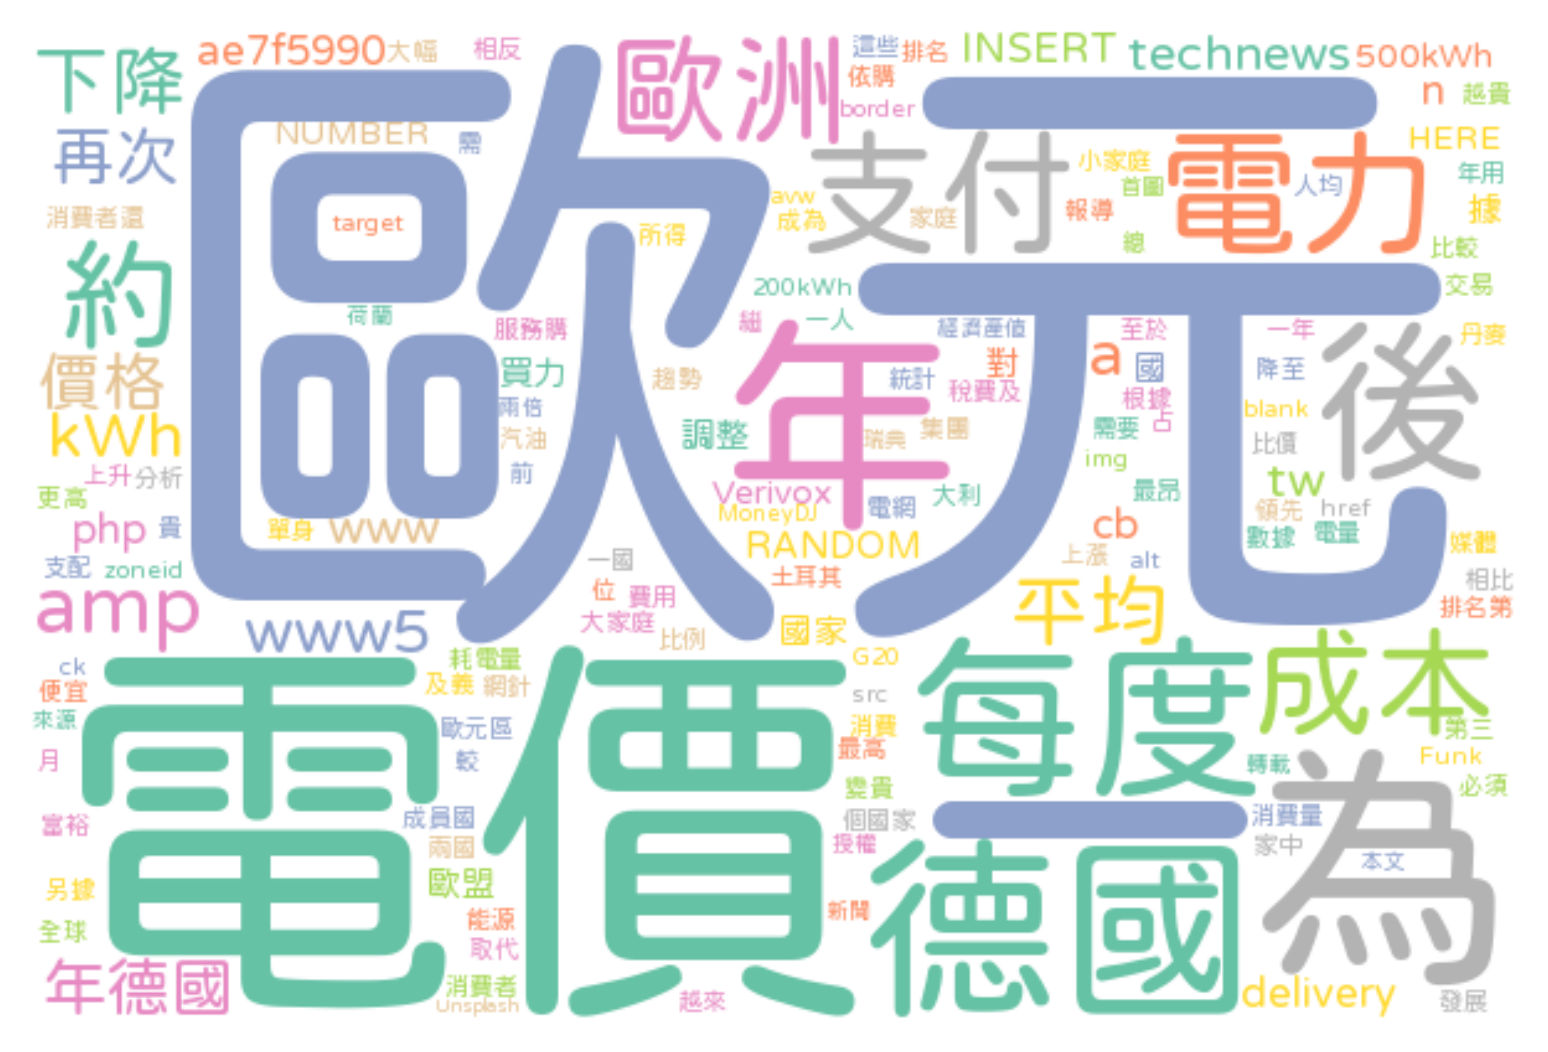 下降
ae7f5990
大幅
相反
歐洲
這些
排名
INSERT
technews
500kWh
依購
border
n
越貴
再次
NUMBER
需
歐元
支付
小家庭
電力
HERE
年用
首圖
人均
消費者還
target
所得
avw
成為
家庭
報導
據
總
比較
約
荷蘭
服務購
200kWh
繼
一人
經濟產值
至於
一年
交易
丹麥
價格
買力
趨勢
年
統計
對
稅費及
a
國
根據
降至
後
kWh
兩倍
汽油
調整
瑞典
集團
需要
占
blank
比價
上升
分析
前
Verivox
MoneyDJ
電網
大利
img
最昂
tw
更高
php
貴
單身
www
RANDOM
cb
領先
href
數據
電量
媒體
支配
zoneid
一國
位
費用
土耳其
上漲
alt
相比
排名第
amp
www5
大家庭
比例
國家
平均
ck
便宜
耗電量
及義
網針
G20
每度
成本
來源
電價
歐元區
src
消費
最高
第三
月
較
轉載
Funk
變貴
必須
富裕
成員國
兩國
個國家
授權
一
消費量
家中
為
本文
另據
歐盟
德國
全球
能源
取代
新聞
年德國
消費者
Unsplash
越來
delivery
發展